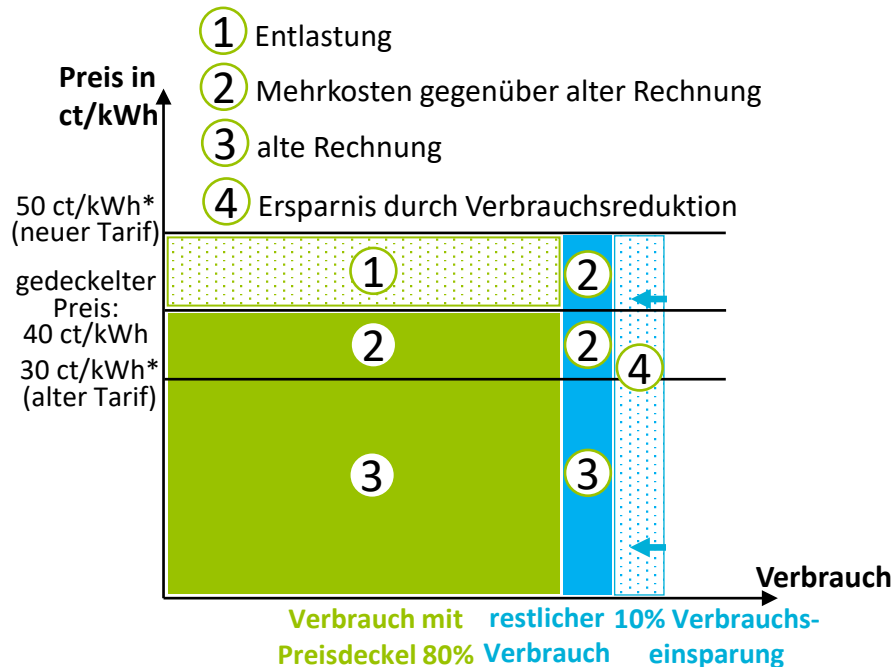 1 Entlastung
Preis in
ct/kWh
2 Mehrkosten gegenüber alter Rechnung
3 alte Rechnung
4 Ersparnis durch Verbrauchsreduktion
50 ct/kWh*
(neuer Tarif)
1
2
gedeckelter
Preis:
40 ct/kWh
2
2
4
30 ct/kWh*
(alter Tarif)
3
3
Verbrauch
Verbrauch mit
Preisdeckel 80%
restlicher
Verbrauch
10% Verbrauchs-
einsparung